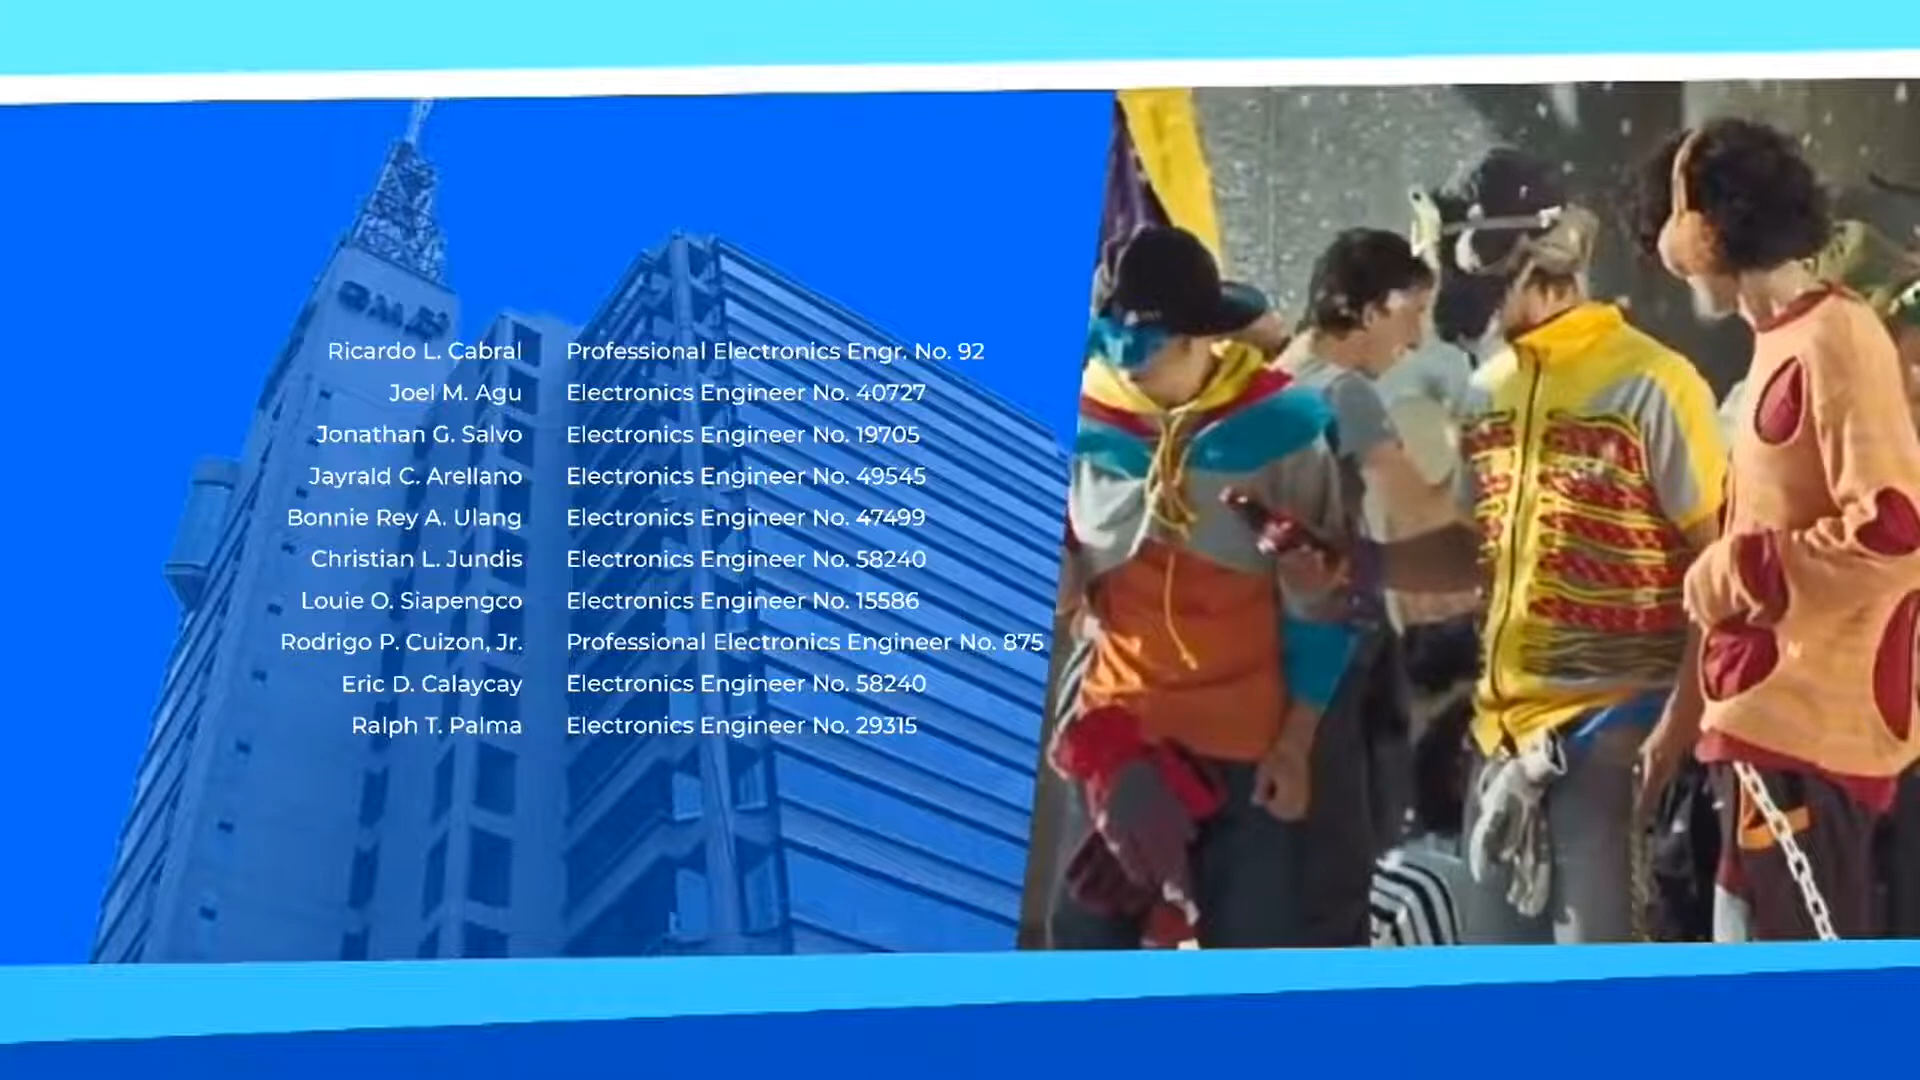 GMA
Ricardo L. Cabral Professional Electronics Engr. No. 92
Joel M. Agu Electronics Engineer No. 40727
Jonathan G. Salvo Electronics Engineer No. 19705
Jayrald C. Arellano Electronics Engineer No. 49545
Bonnie Rey A. Ulang Electronics Engineer No. 47499
Christian L. Jundis Electronics Engineer No. 58240
Louie O. Siapengco Electronics Engineer No. 15586
Rodrigo P. Cuizon, Jr. Professional Electronics Engineer No. 875
Eric D. Calaycay Electronics Engineer No. 58240
Ralph T. Palma Electronics Engineer No. 29315